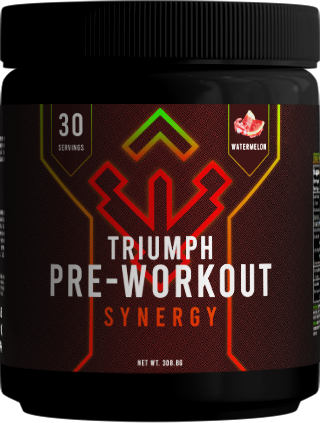 30
SERVINGS
WATERMELON
TRIUMPH
PRE-WORKOUT
SYNERGY
NET WT. 308.8G